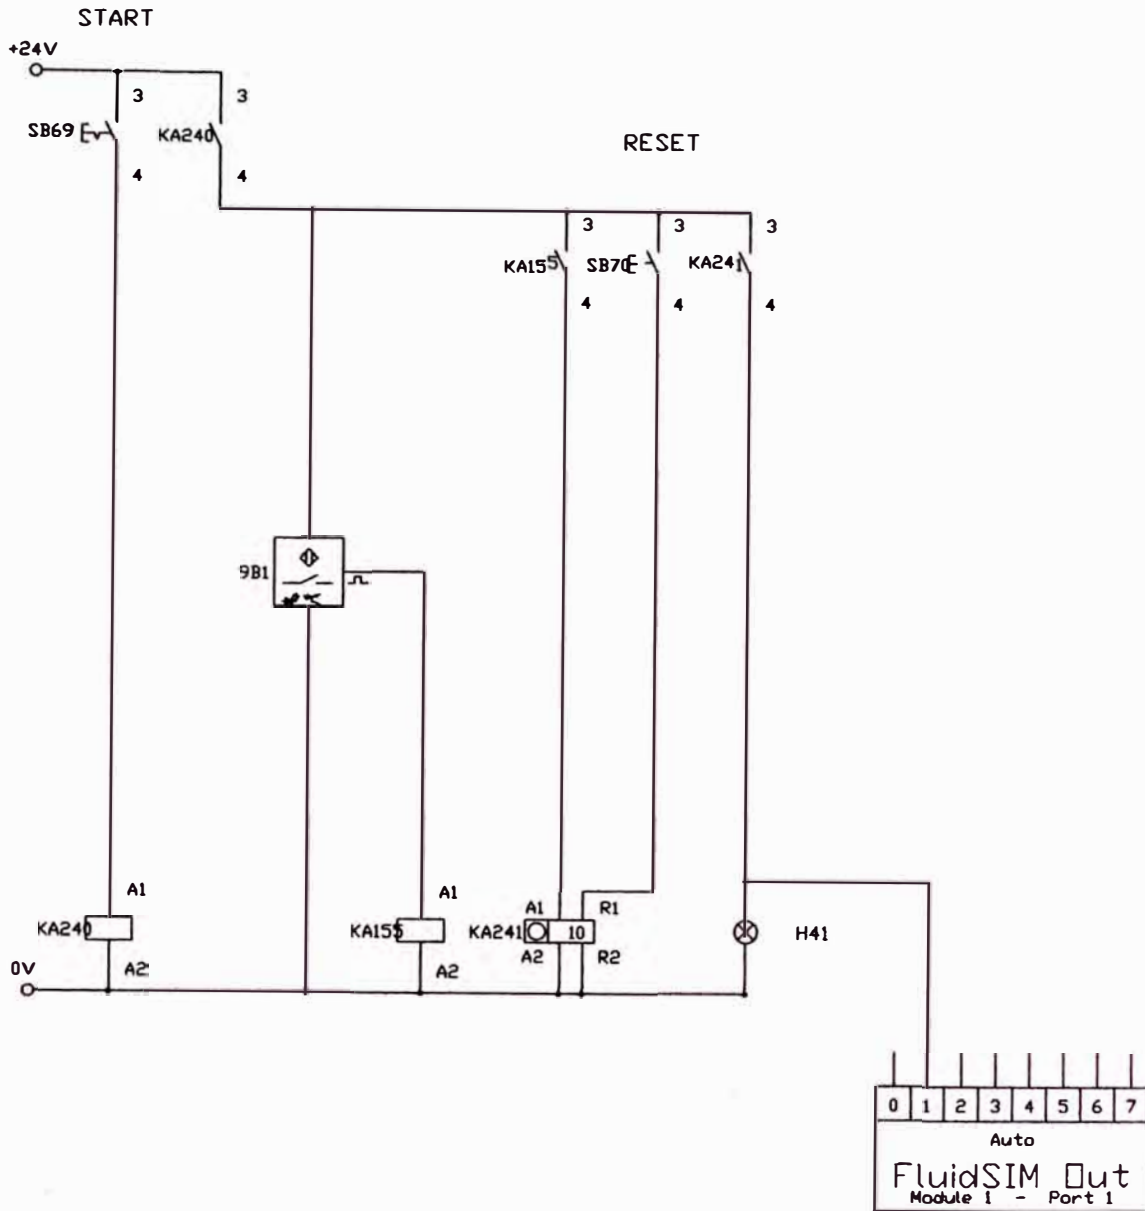 START
+24V
3
3
SB69
KA240
RESET
4
4
3
3
3
KA155
SB70
KA241
4
4
4
9B1
A1
A1
A1
R1
KA240
KA155
KA241
10
H41
A2
A2
A2
R2
0V
0 1 2 3 4 5 6 7
Auto
FluidSIM Out
Module 1 - Port 1